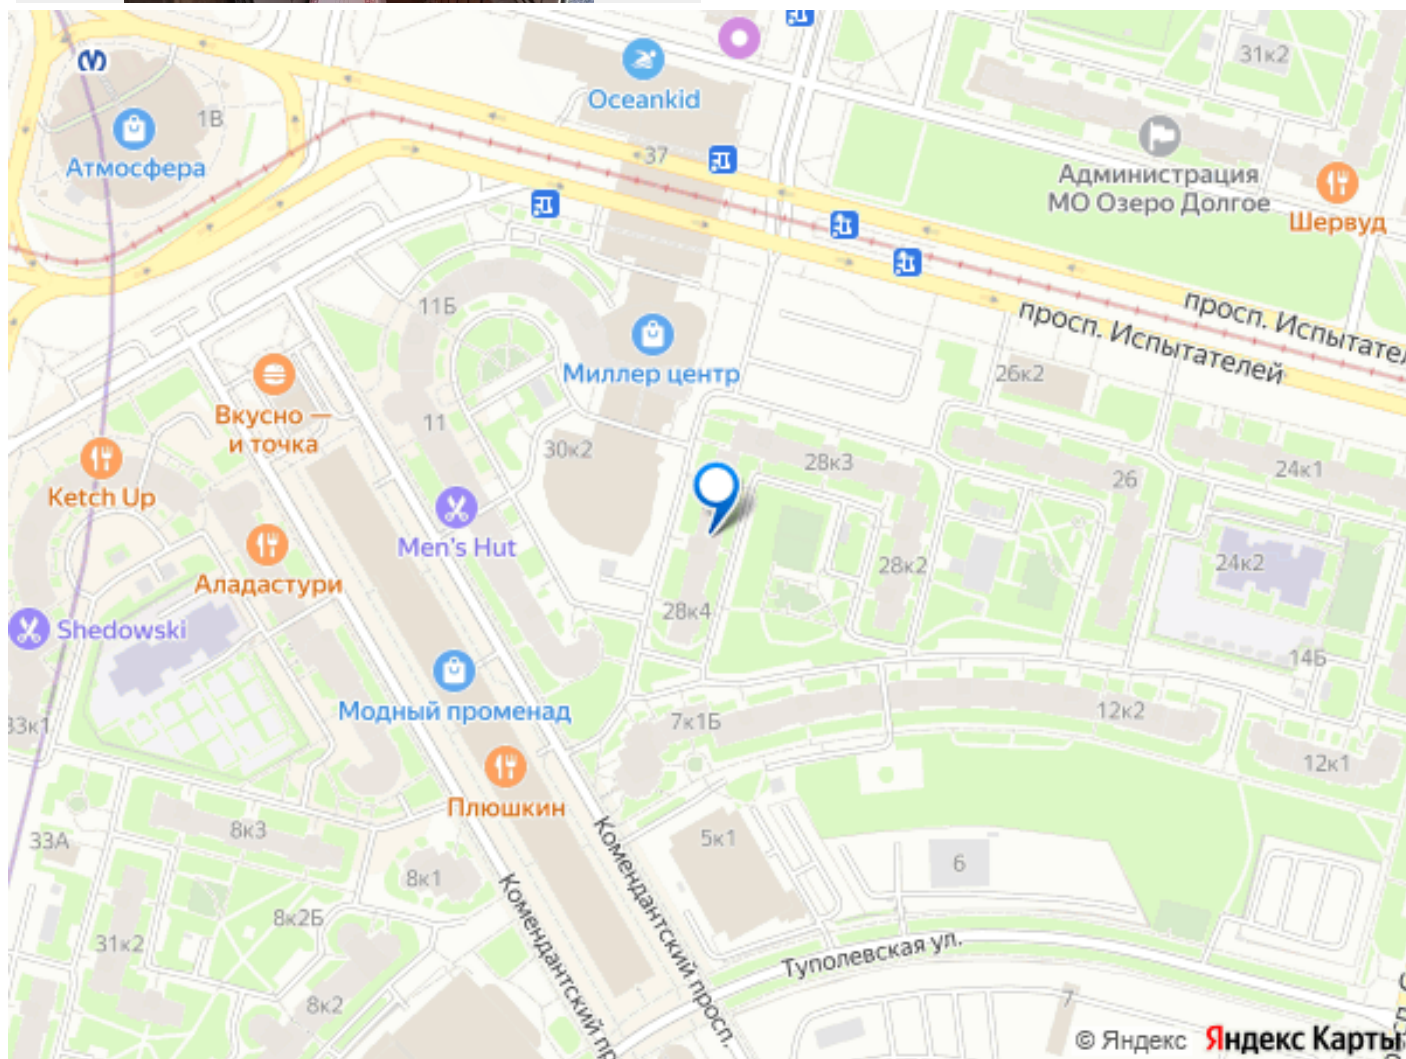 31к2
Oceankid
1В
Атмосфера
37
Администрация
МО Озеро Долгое
Шервуд
11Б
просп. Испытателей
просп. Испытател
Миллер центр
26к2
Вкусно —
и точка
11
30к2
28к3
24к1
26
Ketch Up
Men's Hut
Аладастури
28к2
24к2
28к4
Shedowski
14Б
Модный променад
7к1Б
12к2
33к1
12к1
Плюшкин
33А
8к3
5к1
6
8к1
Комендантский просп.
Комендантский пр
8к2Б
31к2
Туполевская ул.
8к2
7
© Яндекс Яндекс Карты